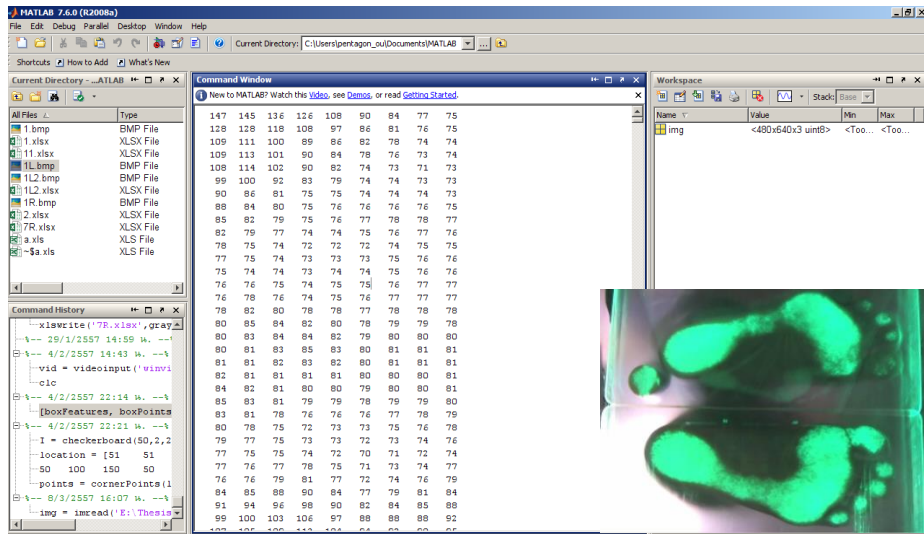 MATLAB 7.6.0 (R2008a)
File Edit Debug Parallel Desktop Window Help
Current Directory: C:\Users\pentagon_ou\Documents\MATLAB
Shortcuts How to Add What's New
Current Directory - ...ATLAB
All Files Type
1.bmp BMP File
1.xlsx XLSX File
11.xlsx XLSX File
1L.bmp BMP File
1L2.bmp BMP File
1L2.xlsx XLSX File
1R.bmp BMP File
2.xlsx XLSX File
7R.xlsx XLSX File
a.xls XLS File
~$a.xls XLS File
Command History
xlswrite('7R.xlsx',gray
%-- 29/1/2557 14:59 น. --%
%-- 4/2/2557 14:43 น. --%
vid = videoinput('winvi
clc
%-- 4/2/2557 22:14 น. --%
[boxFeatures, boxPoints
%-- 4/2/2557 22:21 น. --%
I = checkerboard(50,2,2
location = [51 51
50 100 150 50
points = cornerPoints(l
%-- 8/3/2557 16:07 น. --%
img = imread('E:\Thesis
Command Window
New to MATLAB? Watch this Video, see Demos, or read Getting Started.
147 145 136 126 108 90 84 77 75
128 128 118 108 97 86 81 76 75
109 111 100 89 86 82 78 74 74
109 113 101 90 84 78 76 73 74
108 114 102 90 82 74 73 71 73
99 100 92 83 79 74 74 73 73
90 86 81 75 75 74 74 74 73
88 84 80 75 76 76 76 76 75
85 82 79 75 76 77 78 78 77
82 79 77 74 74 75 76 77 76
78 75 74 72 72 72 74 75 75
77 75 74 73 73 73 75 76 76
75 74 74 73 74 74 75 76 76
76 76 75 74 75 75 76 77 77
76 78 76 74 75 76 77 77 77
78 82 80 78 78 77 78 78 78
80 85 84 82 80 78 79 79 78
80 83 84 84 82 79 80 80 80
80 81 83 85 83 80 81 81 81
81 81 82 83 82 80 81 81 81
82 81 81 81 81 80 80 80 81
84 82 81 80 80 79 80 80 81
85 83 81 79 79 78 79 79 80
83 81 78 76 76 76 77 78 79
80 78 75 72 73 73 75 76 78
79 77 75 73 73 72 73 74 76
77 75 75 74 72 70 71 72 74
77 76 77 78 75 71 73 74 77
76 76 79 81 77 72 74 76 79
84 85 88 90 84 77 79 81 84
91 94 96 98 90 82 84 85 88
99 100 103 106 97 88 88 88 92
Workspace
Stack: Base
Name Value Min Max
img <480x640x3 uint8> <Too... <Too...